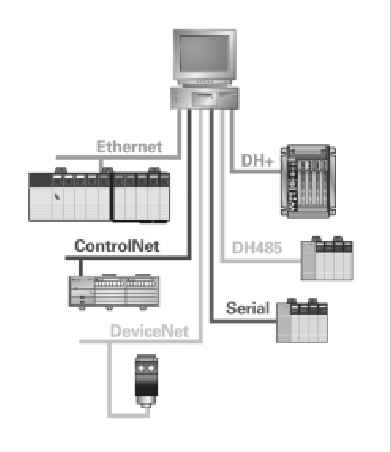 Ethernet
DH+
ControlNet
DH485
Serial
DeviceNet